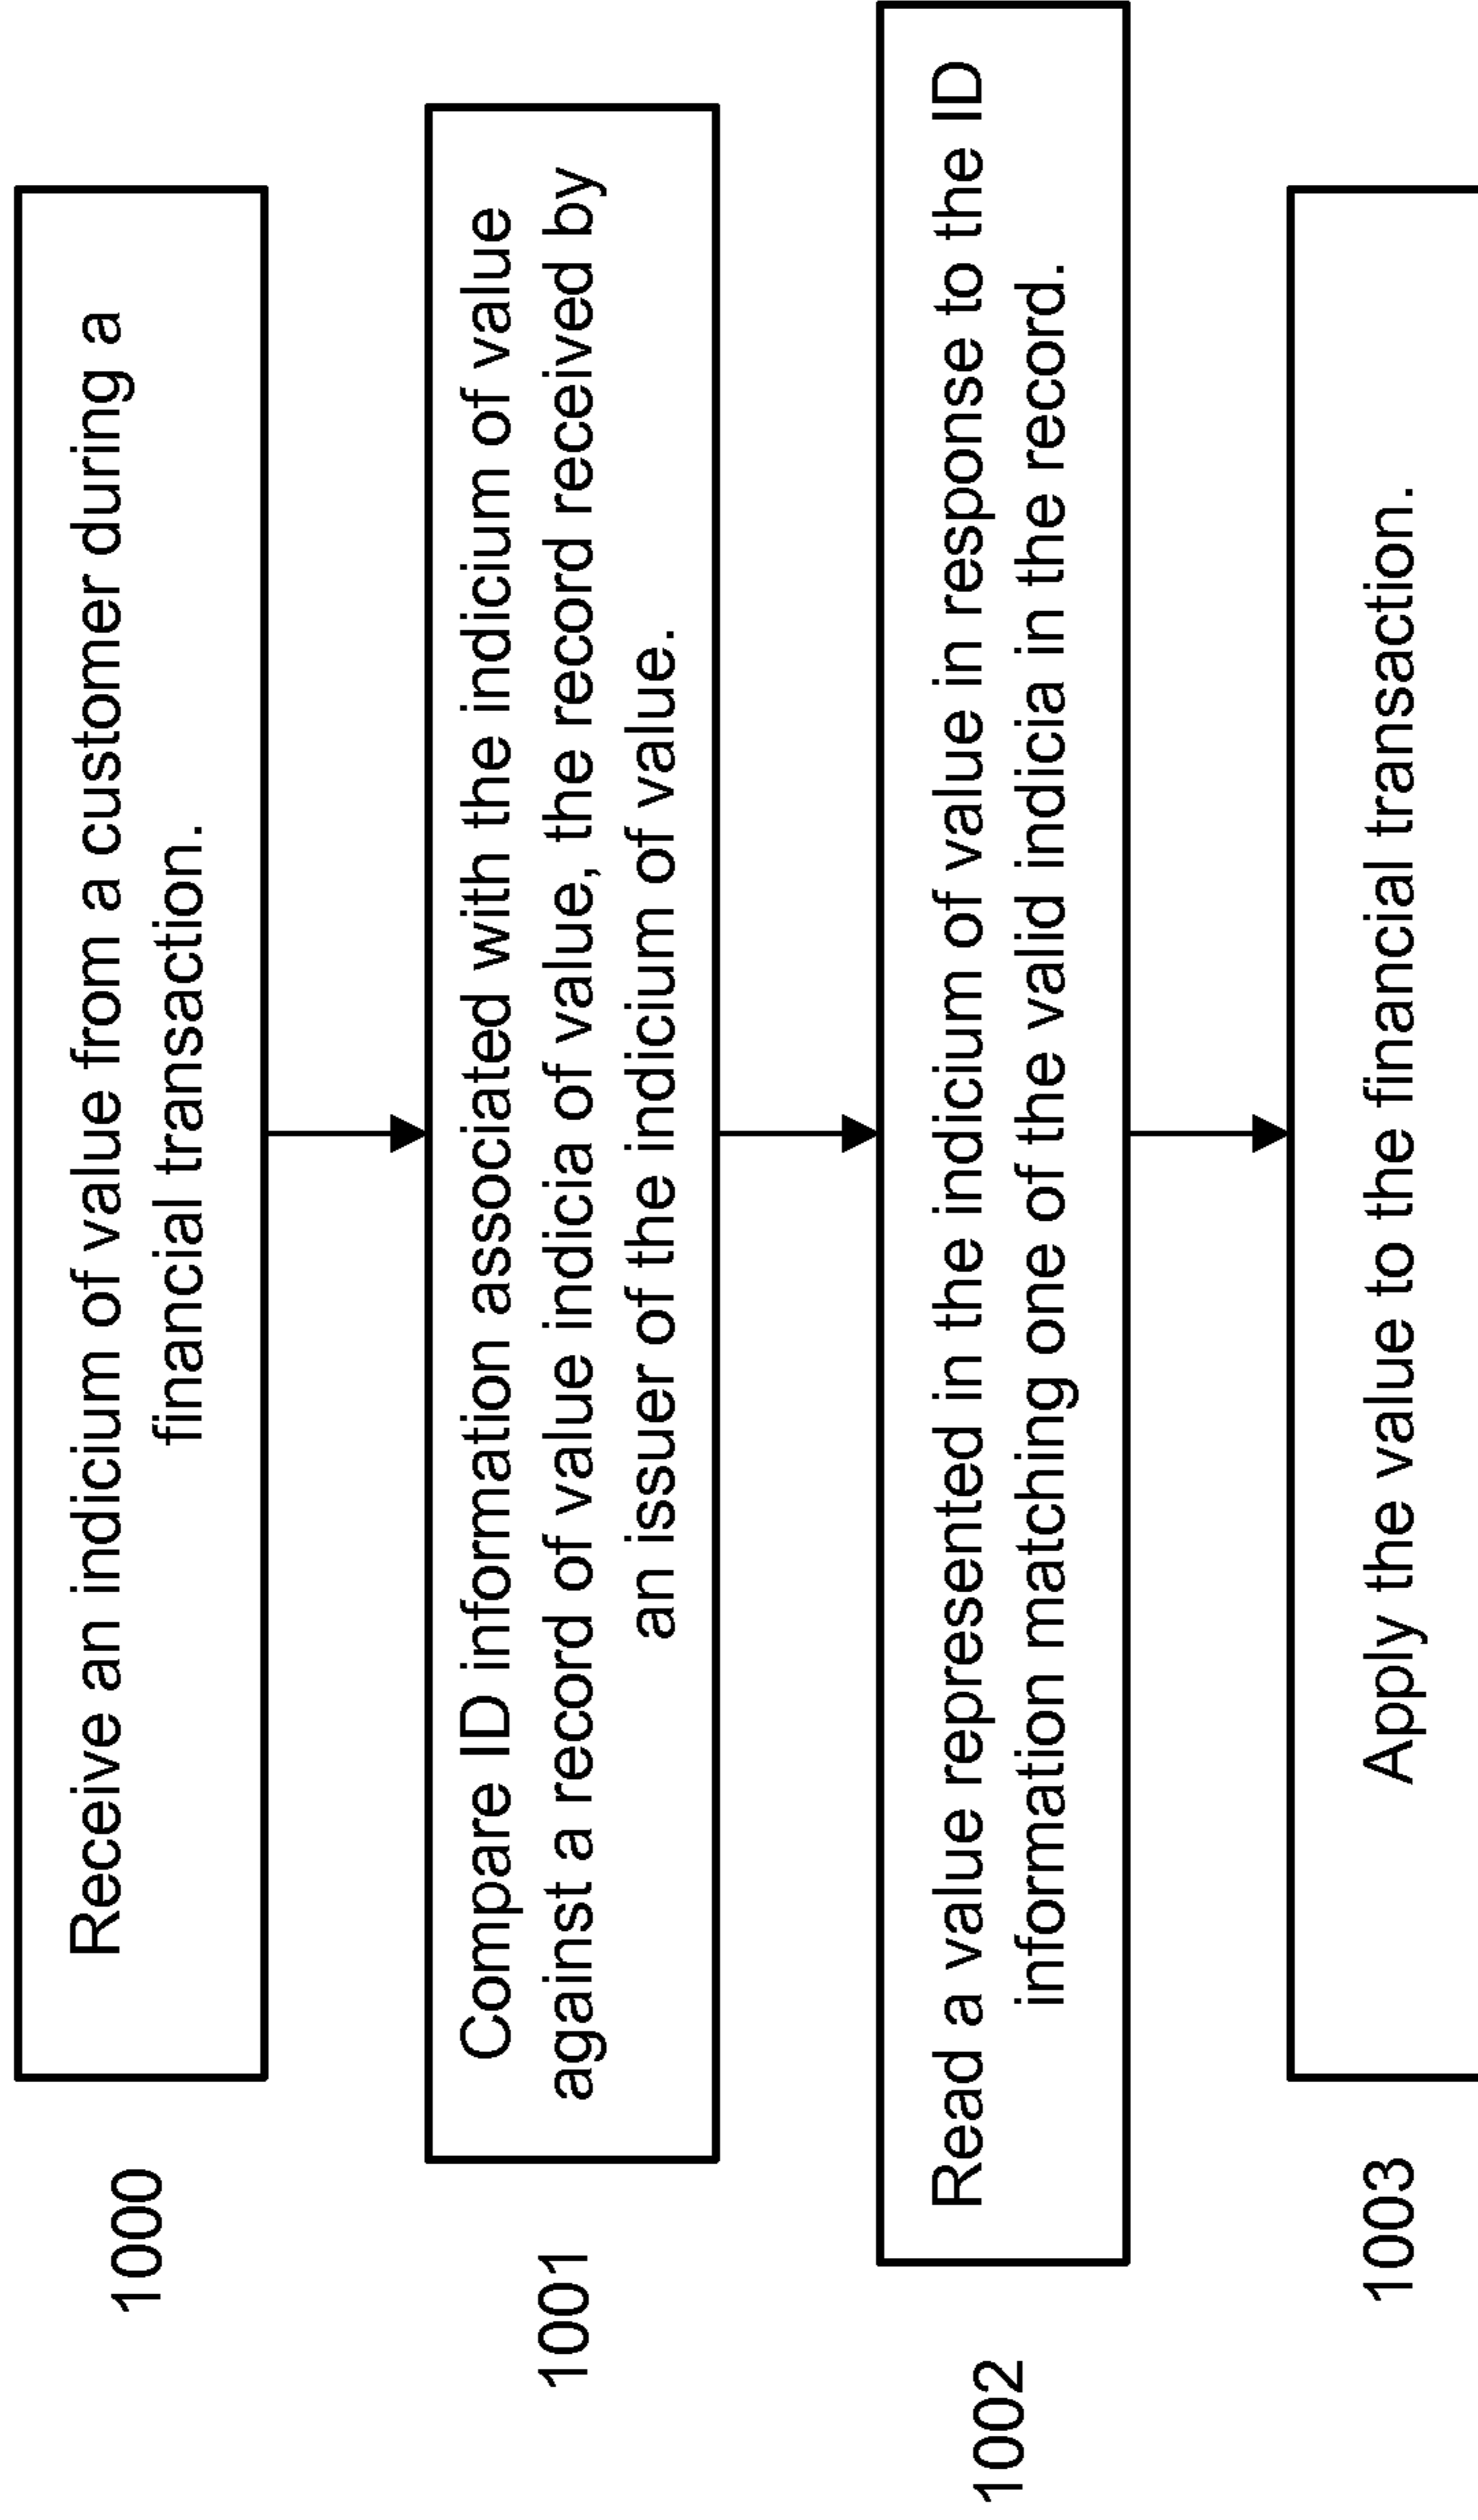 1000
Receive an indicium of value from a customer during a
financial transaction.
1001
Compare ID information associated with the indicium of value
against a record of value indicia of value, the record received by
an issuer of the indicium of value.
1002
Read a value represented in the indicium of value in response to the ID
information matching one of the valid indicia in the record.
1003
Apply the value to the financial transaction.